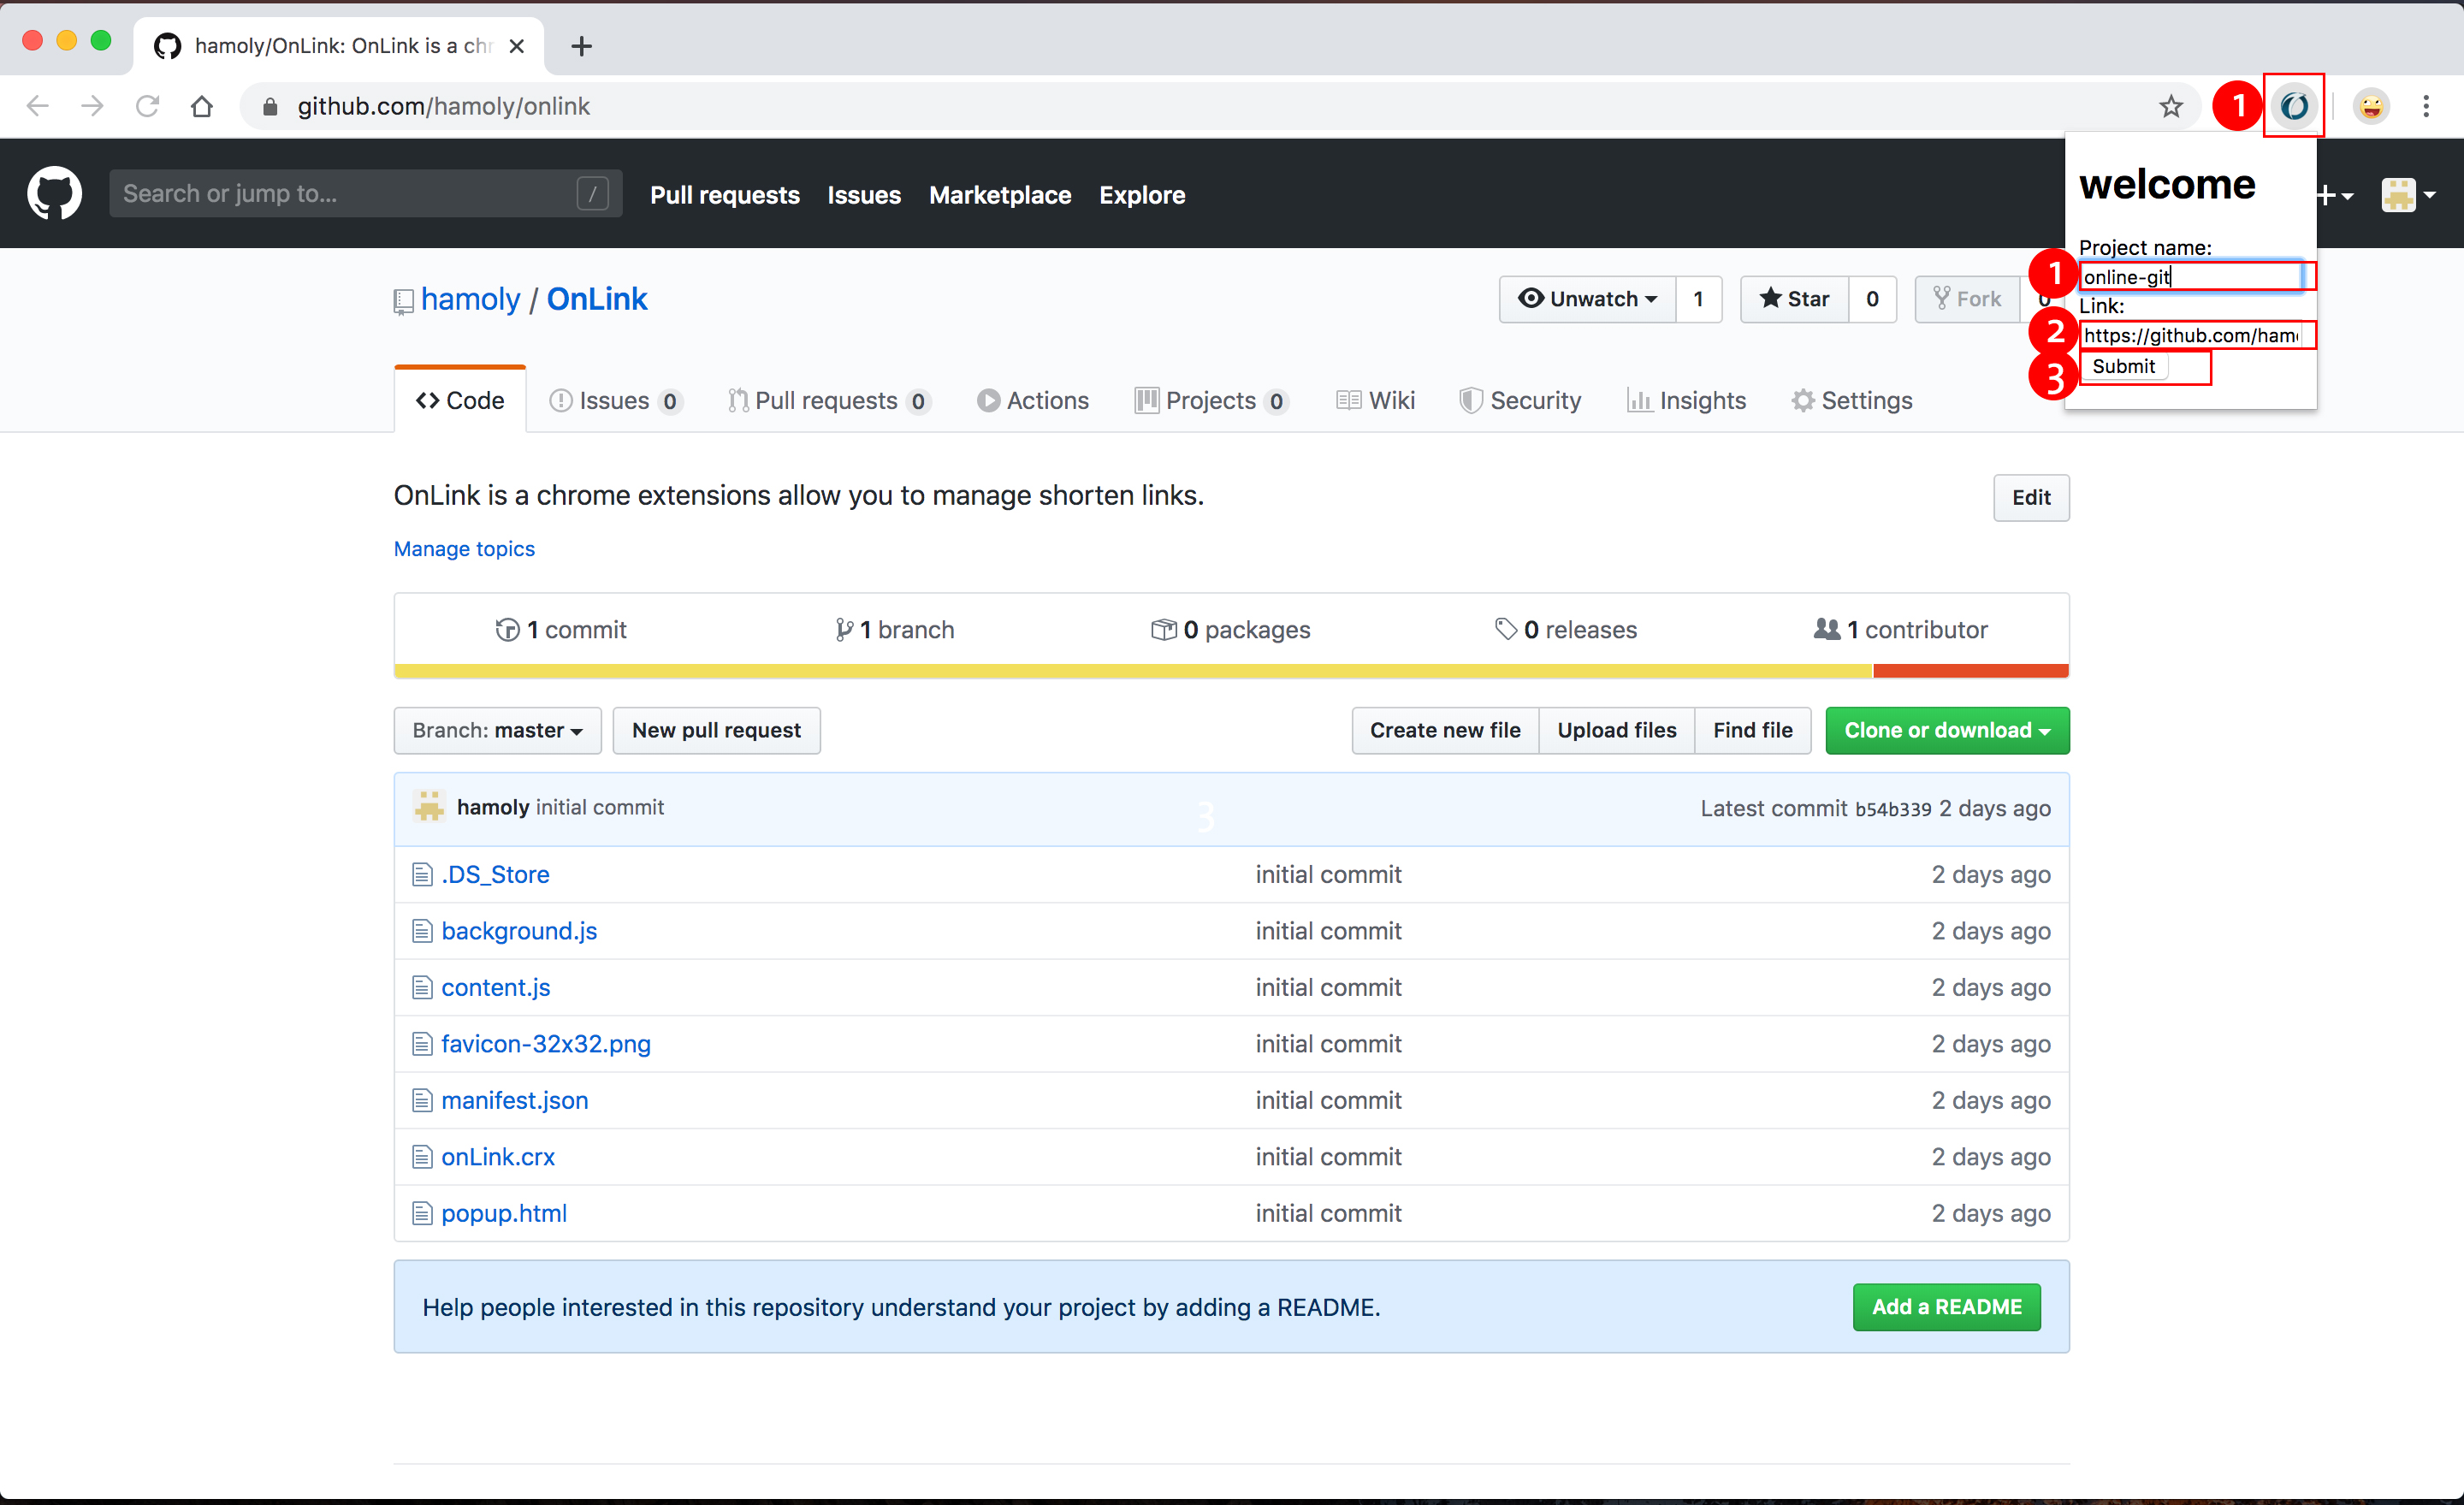 hamoly/OnLink: OnLink is a chr
github.com/hamoly/onlink
1
Search or jump to...
/
Pull requests Issues Marketplace Explore
welcome
Project name:
1 online-git
Link:
2 https://github.com/ham
3 Submit
hamoly / OnLink
Unwatch 1 Star 0 Fork 0
Code Issues 0 Pull requests 0 Actions Projects 0 Wiki Security Insights Settings
OnLink is a chrome extensions allow you to manage shorten links.
Edit
Manage topics
1 commit 1 branch 0 packages 0 releases 1 contributor
Branch: master New pull request Create new file Upload files Find file Clone or download
hamoly initial commit 3 Latest commit b54b339 2 days ago
.DS_Store initial commit 2 days ago
background.js initial commit 2 days ago
content.js initial commit 2 days ago
favicon-32x32.png initial commit 2 days ago
manifest.json initial commit 2 days ago
onLink.crx initial commit 2 days ago
popup.html initial commit 2 days ago
Help people interested in this repository understand your project by adding a README. Add a README